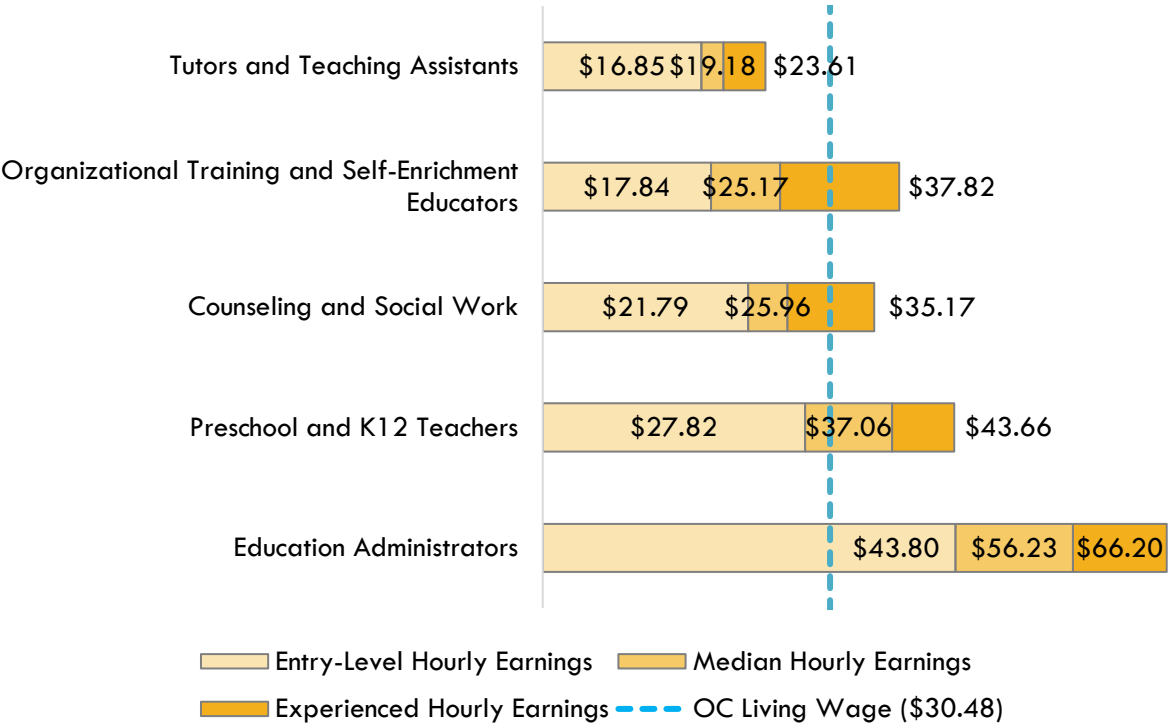 Tutors and Teaching Assistants $16.85 $19.18 $23.61
Organizational Training and Self-Enrichment
Educators $17.84 $25.17 $37.82
Counseling and Social Work $21.79 $25.96 $35.17
Preschool and K12 Teachers $27.82 $37.06 $43.66
Education Administrators $43.80 $56.23 $66.20
Entry-Level Hourly Earnings Median Hourly Earnings
Experienced Hourly Earnings OC Living Wage ($30.48)